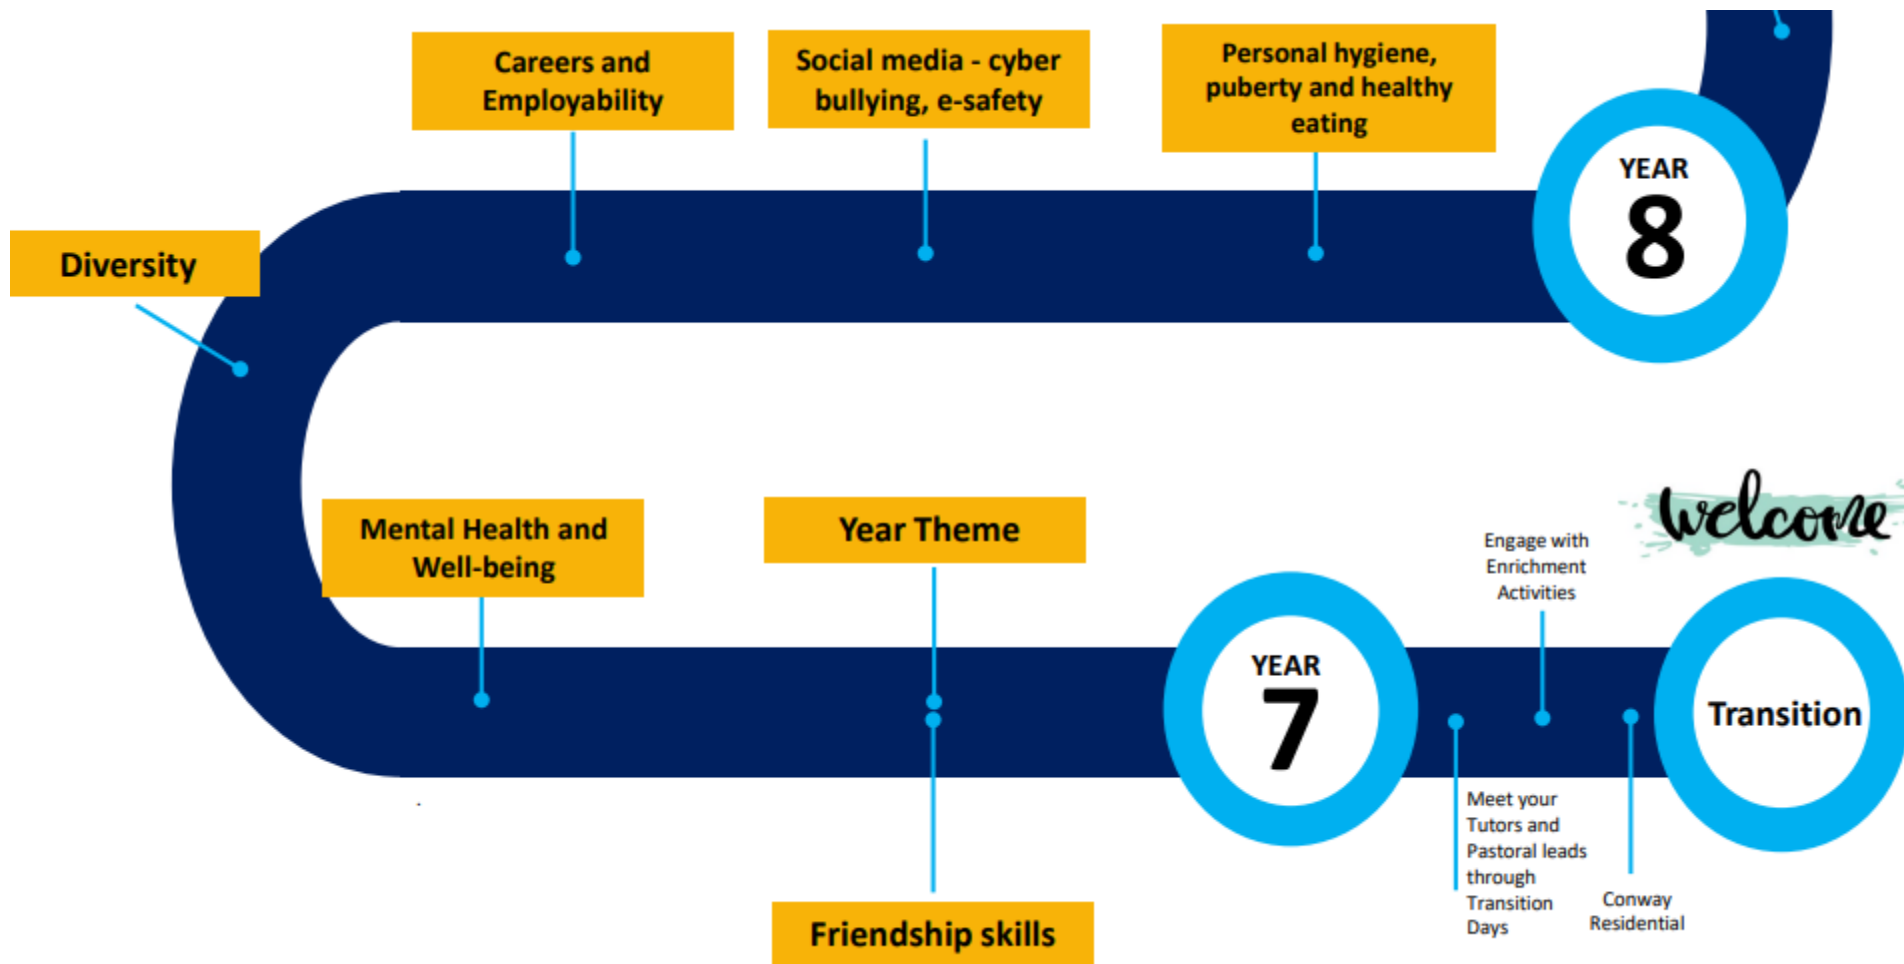 Careers and
Employability
Social media - cyber
bullying, e-safety
Personal hygiene,
puberty and healthy
eating
YEAR
8
Diversity
Mental Health and
Well-being
Year Theme
YEAR
7
Engage with
Enrichment
Activities
welcome
Transition
Meet your
Tutors and
Pastoral leads
through
Transition
Days
Conway
Residential
Friendship skills